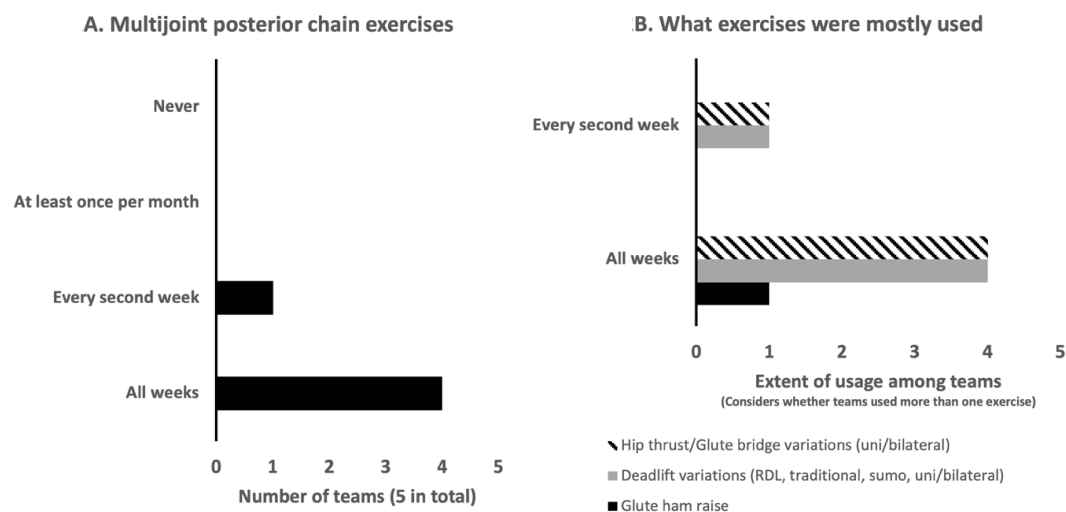 A. Multijoint posterior chain exercises
Never
At least once per month
Every second week
All weeks
0 1 2 3 4 5
Number of teams (5 in total)
B. What exercises were mostly used
Every second week
All weeks
0 1 2 3 4 5
Extent of usage among teams
(Considers whether teams used more than one exercise)
Hip thrust/Glute bridge variations (uni/bilateral)
Deadlift variations (RDL, traditional, sumo, uni/bilateral)
Glute ham raise